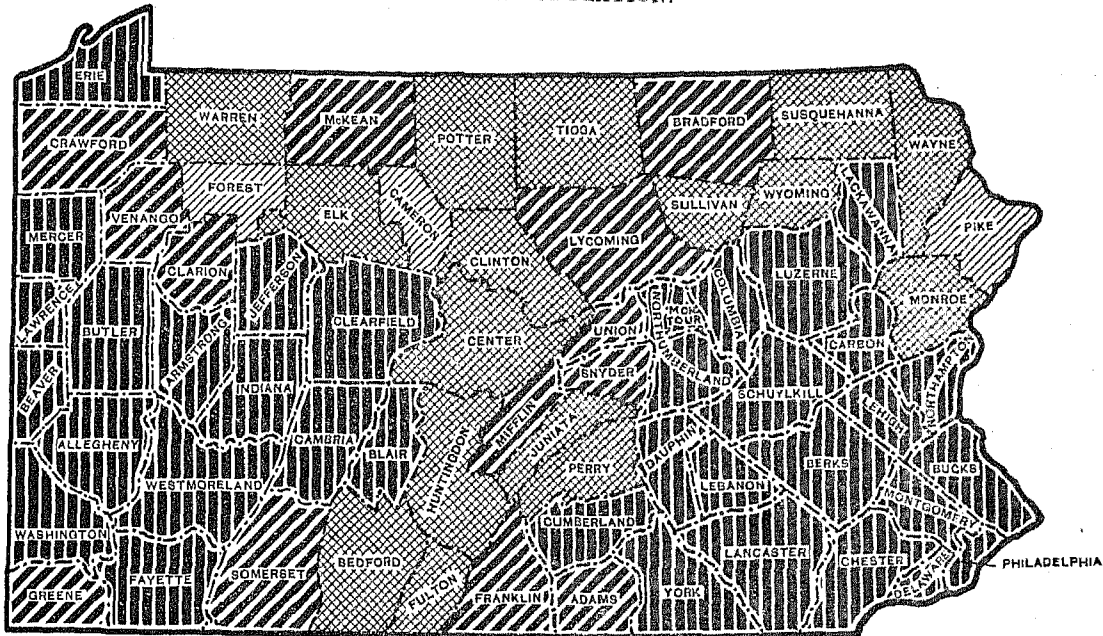 ERIE
CRAWFORD
WARREN
McKEAN
POTTER
TIOGA
BRADFORD
SUSQUEHANNA
WAYNE
FOREST
VENANGO
ELK
CAMERON
SULLIVAN
WYOMING
LACKAWANNA
PIKE
MERCER
CLARION
JEFFERSON
CLINTON
LYCOMING
COLUMBIA
LUZERNE
MONROE
LAWRENCE
BUTLER
ARMSTRONG
CLEARFIELD
CENTER
UNION
NORTHUMBERLAND
MONTOUR
CARBON
NORTHAMPTON
BEAVER
INDIANA
SNYDER
MIFFLIN
JUNIATA
SCHUYLKILL
LEHIGH
ALLEGHENY
CAMBRIA
BLAIR
HUNTINGDON
PERRY
DAUPHIN
LEBANON
BERKS
BUCKS
MONTGOMERY
WESTMORELAND
WASHINGTON
CUMBERLAND
LANCASTER
CHESTER
DELAWARE
PHILADELPHIA
GREENE
FAYETTE
SOMERSET
BEDFORD
FULTON
FRANKLIN
ADAMS
YORK